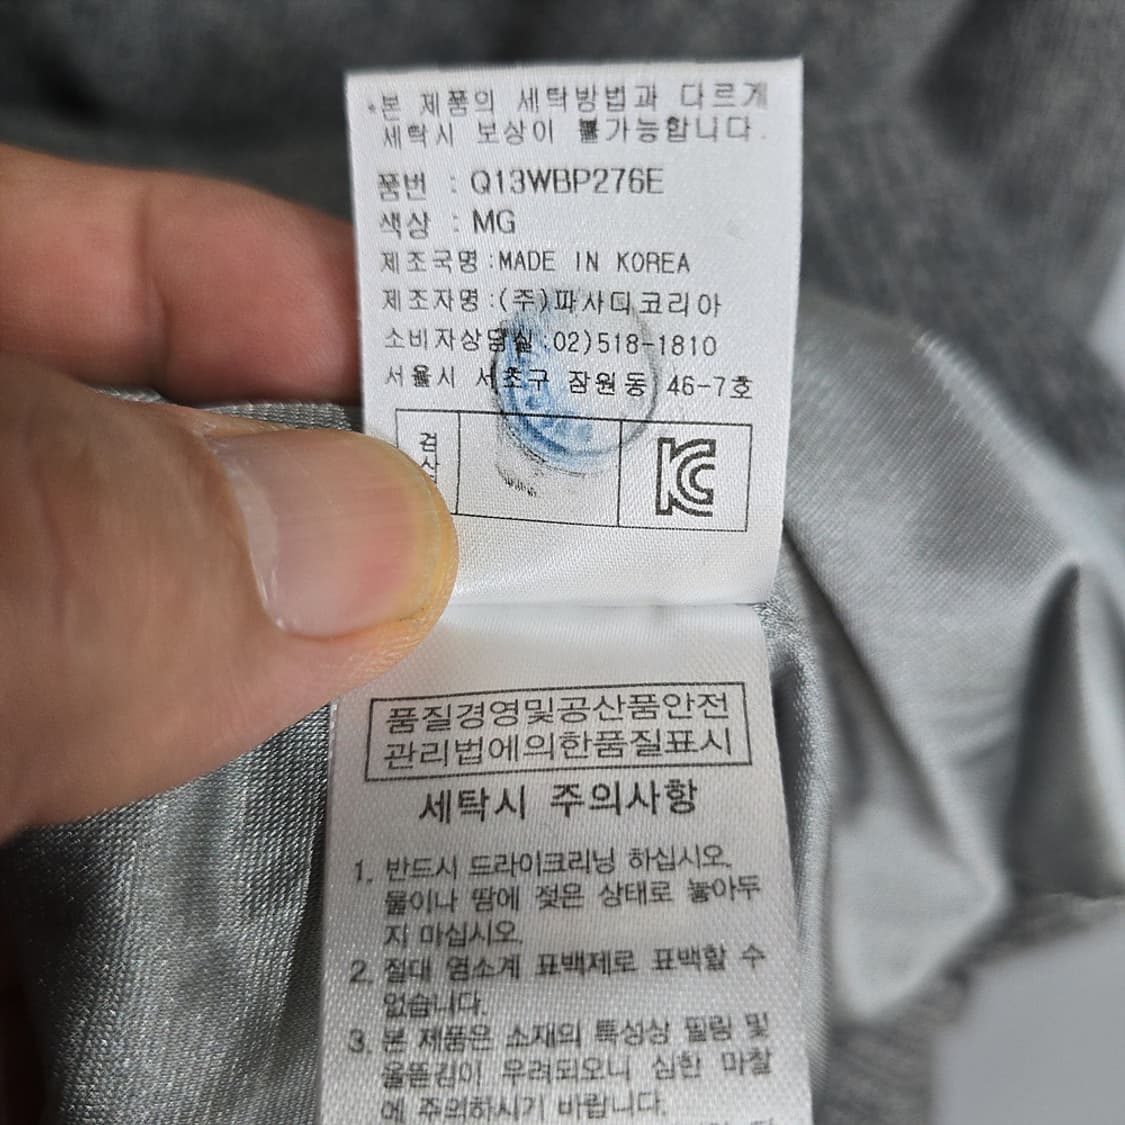 *본 제품의 세탁방법과 다르게
세탁시 보상이 불가능합니다.
품번 : Q13WBP276E
색상 : MG
제조국명 :MADE IN KOREA
제조자명 :(주)파사디코리아
소비자상담실 :02)518-1810
서울시 서초구 잠원동 46-7호
품질경영및공산품안전
관리법에의한품질표시
세탁시 주의사항
1. 반드시 드라이크리닝 하십시오.
물이나 땀에 젖은 상태로 놓아두
지 마십시오.
2. 절대 염소계 표백제로 표백할 수
없습니다.
3. 본 제품은 소재의 특성상 필링 및
올뜯김이 우려되오니 심한 마찰
에 주의하시기 바랍니다.